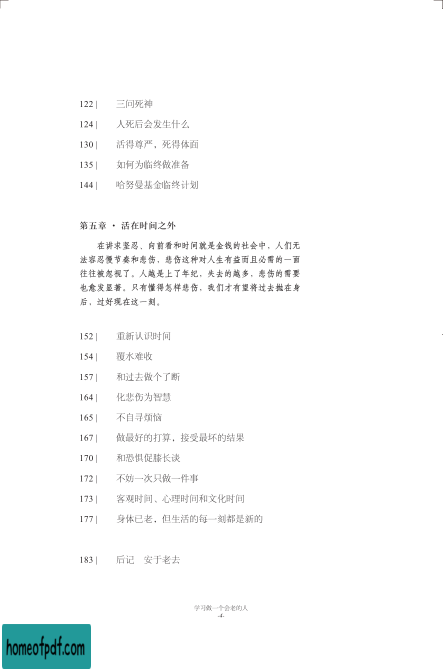 122 | 三问死神
124 | 人死后会发生什么
130 | 活得尊严，死得体面
135 | 如何为临终做准备
144 | 哈努曼基金临终计划
第五章 · 活在时间之外
在讲求坚忍、向前看和时间就是金钱的社会中，人们无
法容忍慢节奏和悲伤，悲伤这种对人生有益而且必需的一面
往往被忽视了。人越是上了年纪，失去的越多，悲伤的需要
也愈发显著。只有懂得怎样悲伤，我们才有望将过去抛在身
后，过好现在这一刻。
152 | 重新认识时间
154 | 覆水难收
157 | 和过去做个了断
164 | 化悲伤为智慧
165 | 不自寻烦恼
167 | 做最好的打算，接受最坏的结果
170 | 和恐惧促膝长谈
172 | 不妨一次只做一件事
173 | 客观时间、心理时间和文化时间
177 | 身体已老，但生活的每一刻都是新的
183 | 后记 安于老去
学习做一个会老的人
homeofpdf.com